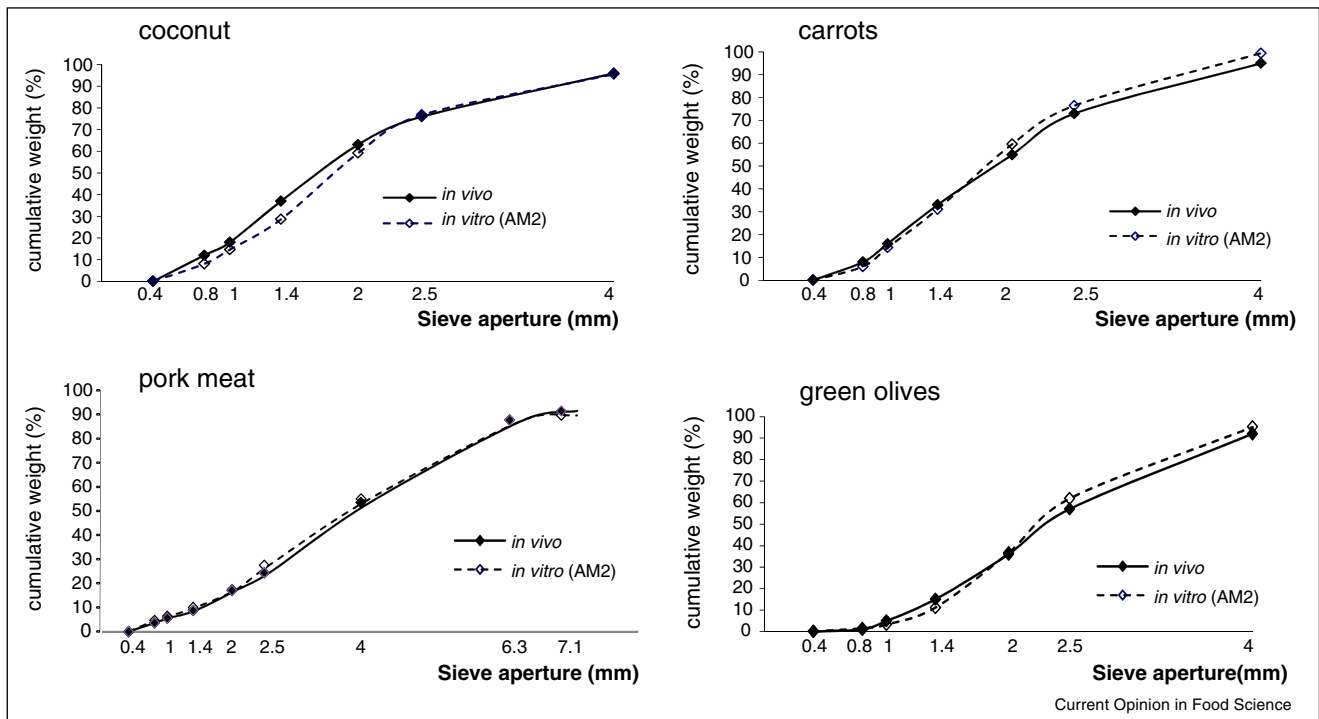 coconut
cumulative weight (%)
100
90
80
70
60
50
40
30
20
10
0
in vivo
in vitro (AM2)
0.4 0.8 1 1.4 2 2.5 4
Sieve aperture (mm)
carrots
cumulative weight (%)
100
90
80
70
60
50
40
30
20
10
0
in vivo
in vitro (AM2)
0.4 0.8 1 1.4 2 2.5 4
Sieve aperture (mm)
pork meat
cumulative weight (%)
100
90
80
70
60
50
40
30
20
10
0
in vivo
in vitro (AM2)
0.4 1 1.4 2 2.5 4 6.3 7.1
Sieve aperture (mm)
green olives
cumulative weight (%)
100
90
80
70
60
50
40
30
20
10
0
in vivo
in vitro (AM2)
0.4 0.8 1 1.4 2 2.5 4
Sieve aperture(mm)
Current Opinion in Food Science